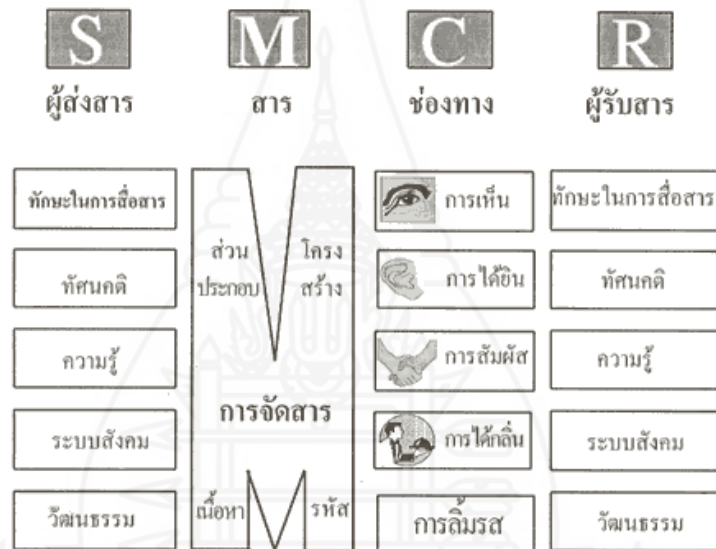 S M C R
ผู้ส่งสาร สาร ช่องทาง ผู้รับสาร
ทักษะในการสื่อสาร
ทัศนคติ
ความรู้
ระบบสังคม
วัฒนธรรม
ส่วน
ประกอบ
โครง
สร้าง
การจัดสาร
เนื้อหา
รหัส
การเห็น
การได้ยิน
การสัมผัส
การได้กลิ่น
การลิ้มรส
ทักษะในการสื่อสาร
ทัศนคติ
ความรู้
ระบบสังคม
วัฒนธรรม